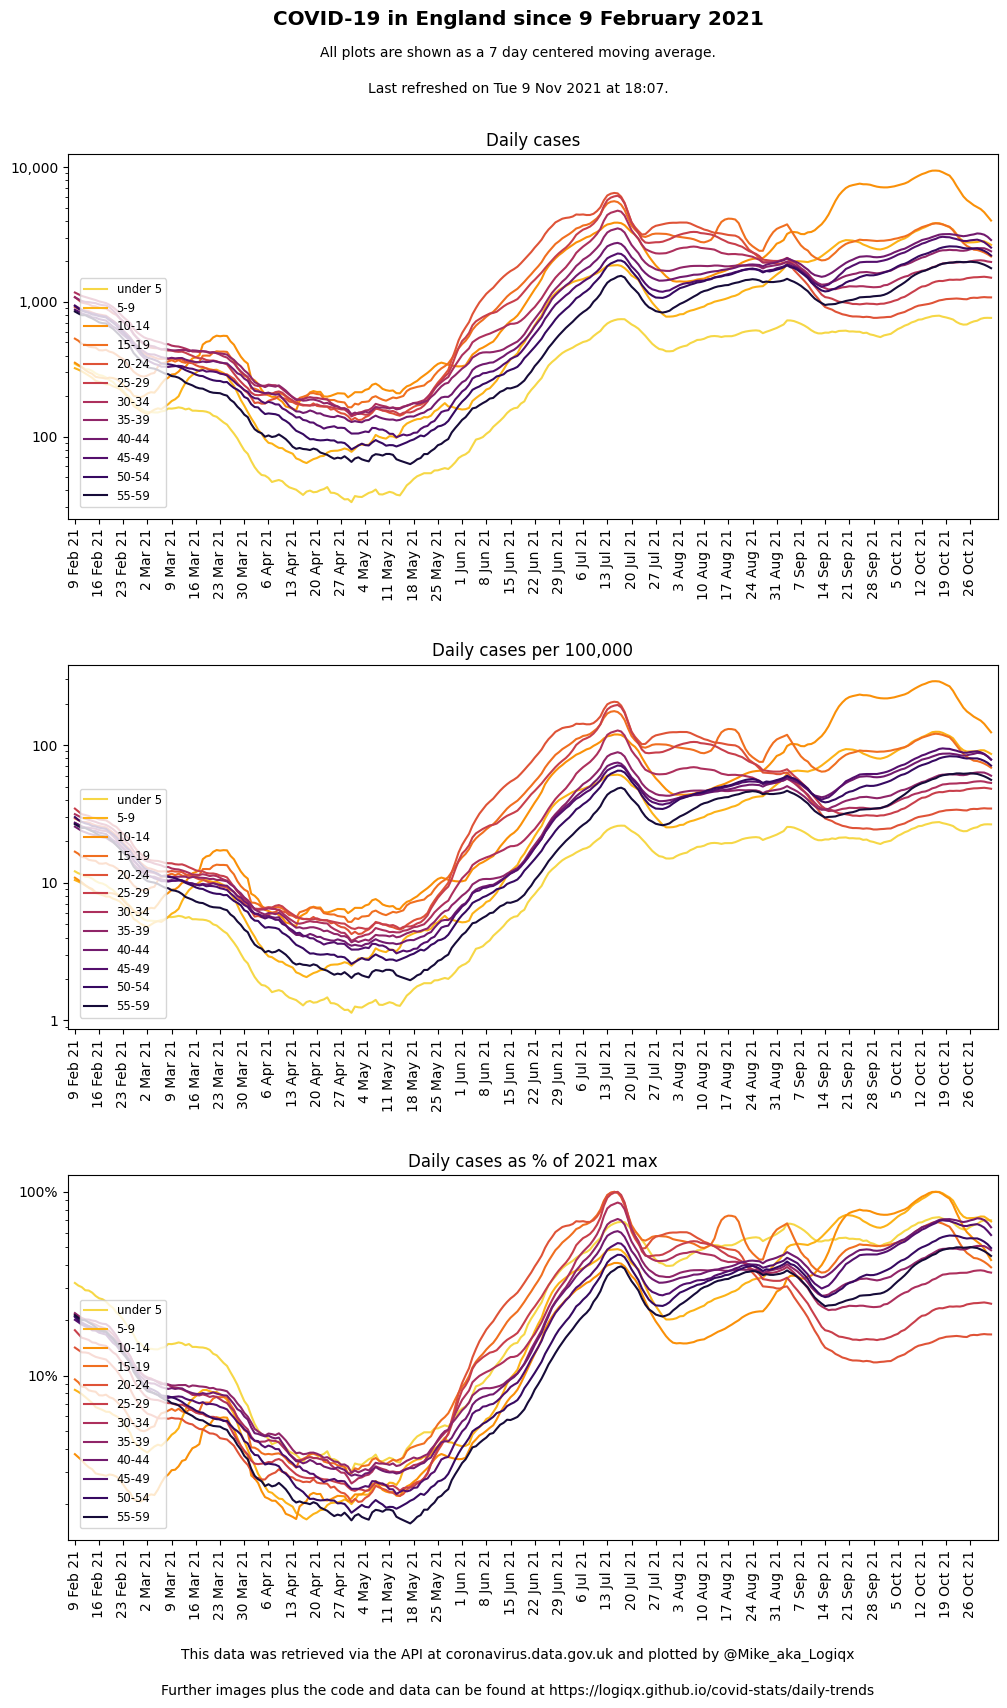 COVID-19 in England since 9 February 2021
All plots are shown as a 7 day centered moving average.
Last refreshed on Tue 9 Nov 2021 at 18:07.
Daily cases
10,000
1,000
100
under 5
5-9
10-14
15-19
20-24
25-29
30-34
35-39
40-44
45-49
50-54
55-59
9 Feb 21
16 Feb 21
23 Feb 21
2 Mar 21
9 Mar 21
16 Mar 21
23 Mar 21
30 Mar 21
6 Apr 21
13 Apr 21
20 Apr 21
27 Apr 21
4 May 21
11 May 21
18 May 21
25 May 21
1 Jun 21
8 Jun 21
15 Jun 21
22 Jun 21
29 Jun 21
6 Jul 21
13 Jul 21
20 Jul 21
27 Jul 21
3 Aug 21
10 Aug 21
17 Aug 21
24 Aug 21
31 Aug 21
7 Sep 21
14 Sep 21
21 Sep 21
28 Sep 21
5 Oct 21
12 Oct 21
19 Oct 21
26 Oct 21
Daily cases per 100,000
100
10
1
under 5
5-9
10-14
15-19
20-24
25-29
30-34
35-39
40-44
45-49
50-54
55-59
9 Feb 21
16 Feb 21
23 Feb 21
2 Mar 21
9 Mar 21
16 Mar 21
23 Mar 21
30 Mar 21
6 Apr 21
13 Apr 21
20 Apr 21
27 Apr 21
4 May 21
11 May 21
18 May 21
25 May 21
1 Jun 21
8 Jun 21
15 Jun 21
22 Jun 21
29 Jun 21
6 Jul 21
13 Jul 21
20 Jul 21
27 Jul 21
3 Aug 21
10 Aug 21
17 Aug 21
24 Aug 21
31 Aug 21
7 Sep 21
14 Sep 21
21 Sep 21
28 Sep 21
5 Oct 21
12 Oct 21
19 Oct 21
26 Oct 21
Daily cases as % of 2021 max
100%
10%
under 5
5-9
10-14
15-19
20-24
25-29
30-34
35-39
40-44
45-49
50-54
55-59
9 Feb 21
16 Feb 21
23 Feb 21
2 Mar 21
9 Mar 21
16 Mar 21
23 Mar 21
30 Mar 21
6 Apr 21
13 Apr 21
20 Apr 21
27 Apr 21
4 May 21
11 May 21
18 May 21
25 May 21
1 Jun 21
8 Jun 21
15 Jun 21
22 Jun 21
29 Jun 21
6 Jul 21
13 Jul 21
20 Jul 21
27 Jul 21
3 Aug 21
10 Aug 21
17 Aug 21
24 Aug 21
31 Aug 21
7 Sep 21
14 Sep 21
21 Sep 21
28 Sep 21
5 Oct 21
12 Oct 21
19 Oct 21
26 Oct 21
This data was retrieved via the API at coronavirus.data.gov.uk and plotted by @Mike_aka_Logiqx
Further images plus the code and data can be found at https://logiqx.github.io/covid-stats/daily-trends